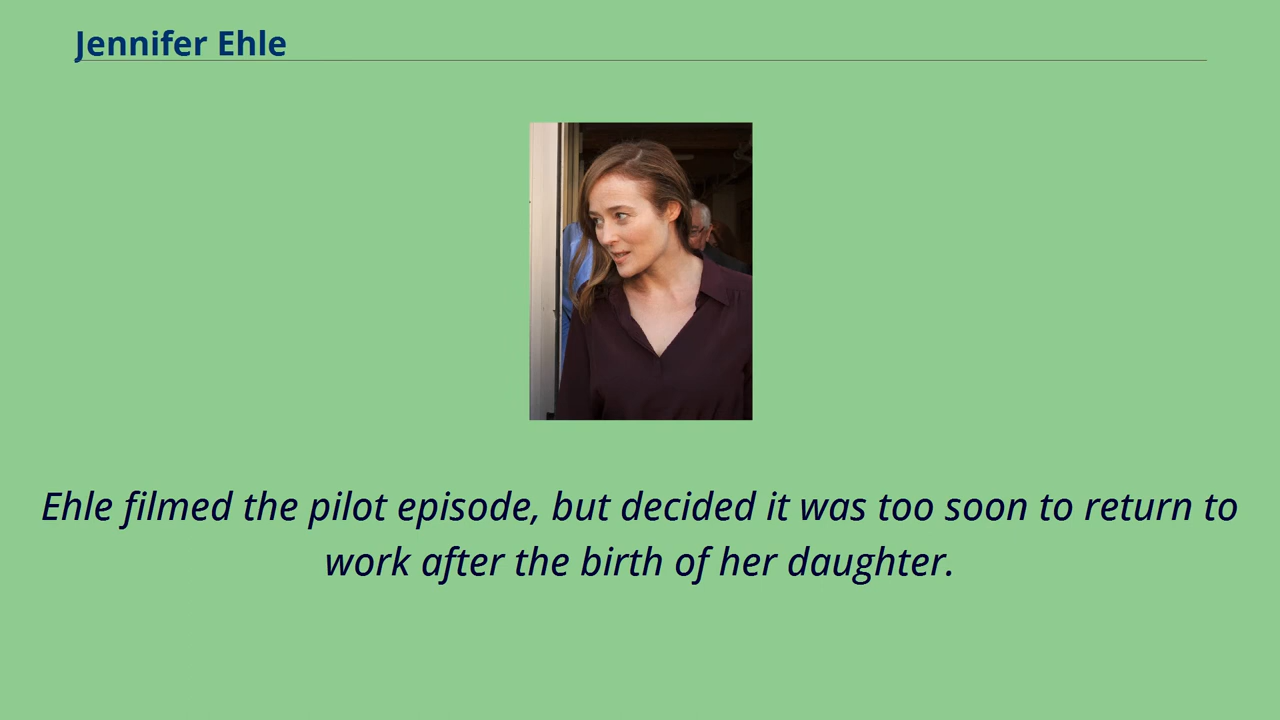 Jennifer Ehle
Ehle filmed the pilot episode, but decided it was too soon to return to
work after the birth of her daughter.